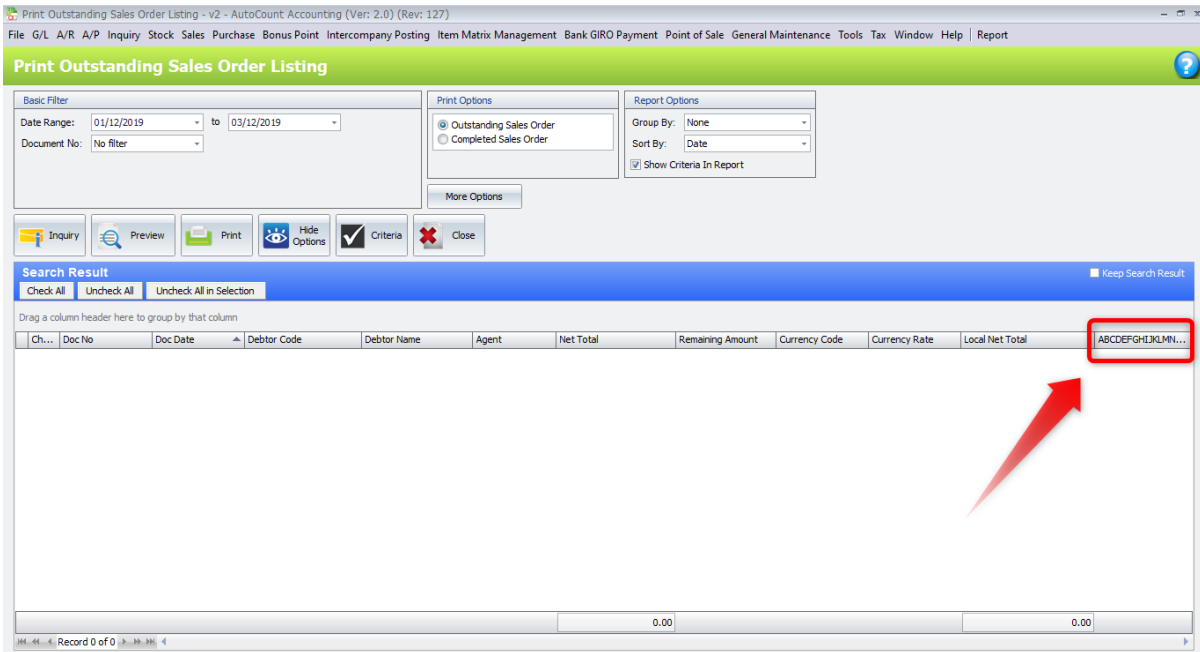 Print Outstanding Sales Order Listing - v2 - AutoCount Accounting (Ver: 2.0) (Rev: 127)
File G/L A/R A/P Inquiry Stock Sales Purchase Bonus Point Intercompany Posting Item Matrix Management Bank GIRO Payment Point of Sale General Maintenance Tools Tax Window Help Report
Print Outstanding Sales Order Listing
?
Basic Filter
Date Range: 01/12/2019 to 03/12/2019
Document No: No filter
Print Options
Outstanding Sales Order
Completed Sales Order
Report Options
Group By: None
Sort By: Date
Show Criteria In Report
More Options
Inquiry Preview Print Hide Options Criteria Close
Search Result Keep Search Result
Check All Uncheck All Uncheck All in Selection
Drag a column header here to group by that column
Ch... Doc No Doc Date Debtor Code Debtor Name Agent Net Total Remaining Amount Currency Code Currency Rate Local Net Total ABCDEFGHIJKLMN...
0.00 0.00
Record 0 of 0